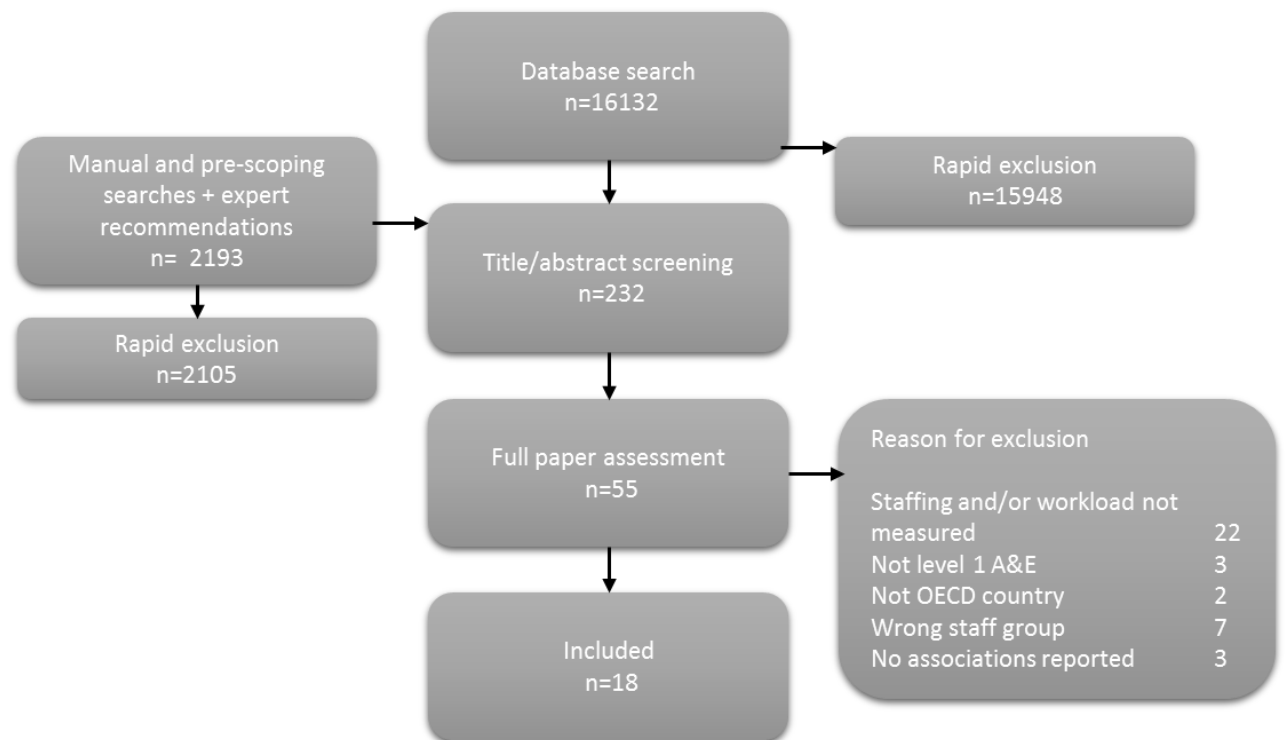 Database search
n=16132
Manual and pre-scoping
searches + expert
recommendations
n= 2193
Rapid exclusion
n=15948
Title/abstract screening
n=232
Rapid exclusion
n=2105
Full paper assessment
n=55
Reason for exclusion
Staffing and/or workload not
measured 22
Not level 1 A&E 3
Not OECD country 2
Wrong staff group 7
No associations reported 3
Included
n=18